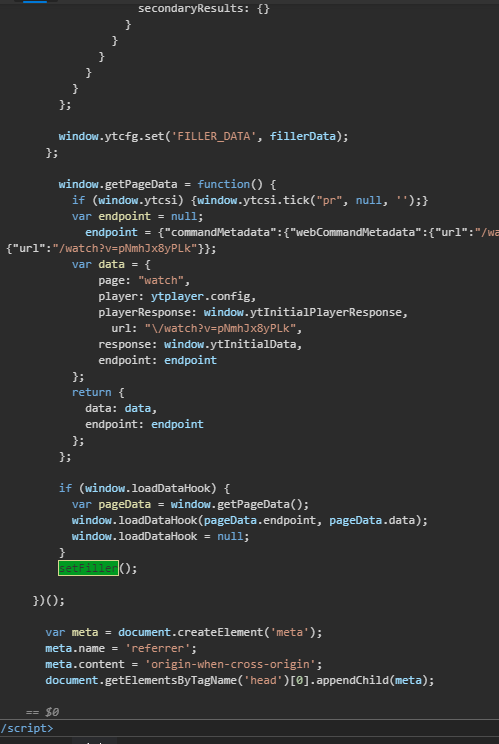 secondaryResults: {}
}
}
}
}
}
};
window.ytcfg.set('FILLER_DATA', fillerData);
};
window.getPageData = function() {
if (window.ytcsi) {window.ytcsi.tick("pr", null, '');}
var endpoint = null;
endpoint = {"commandMetadata":{"webCommandMetadata":{"url":"/wa
{"url":"/watch?v=pNmhJx8yPLk"}};
var data = {
page: "watch",
player: ytplayer.config,
playerResponse: window.ytInitialPlayerResponse,
url: "\/watch?v=pNmhJx8yPLk",
response: window.ytInitialData,
endpoint: endpoint
};
return {
data: data,
endpoint: endpoint
};
};
if (window.loadDataHook) {
var pageData = window.getPageData();
window.loadDataHook(pageData.endpoint, pageData.data);
window.loadDataHook = null;
}
setFiller();
})();
var meta = document.createElement('meta');
meta.name = 'referrer';
meta.content = 'origin-when-cross-origin';
document.getElementsByTagName('head')[0].appendChild(meta);
== $0
/script>